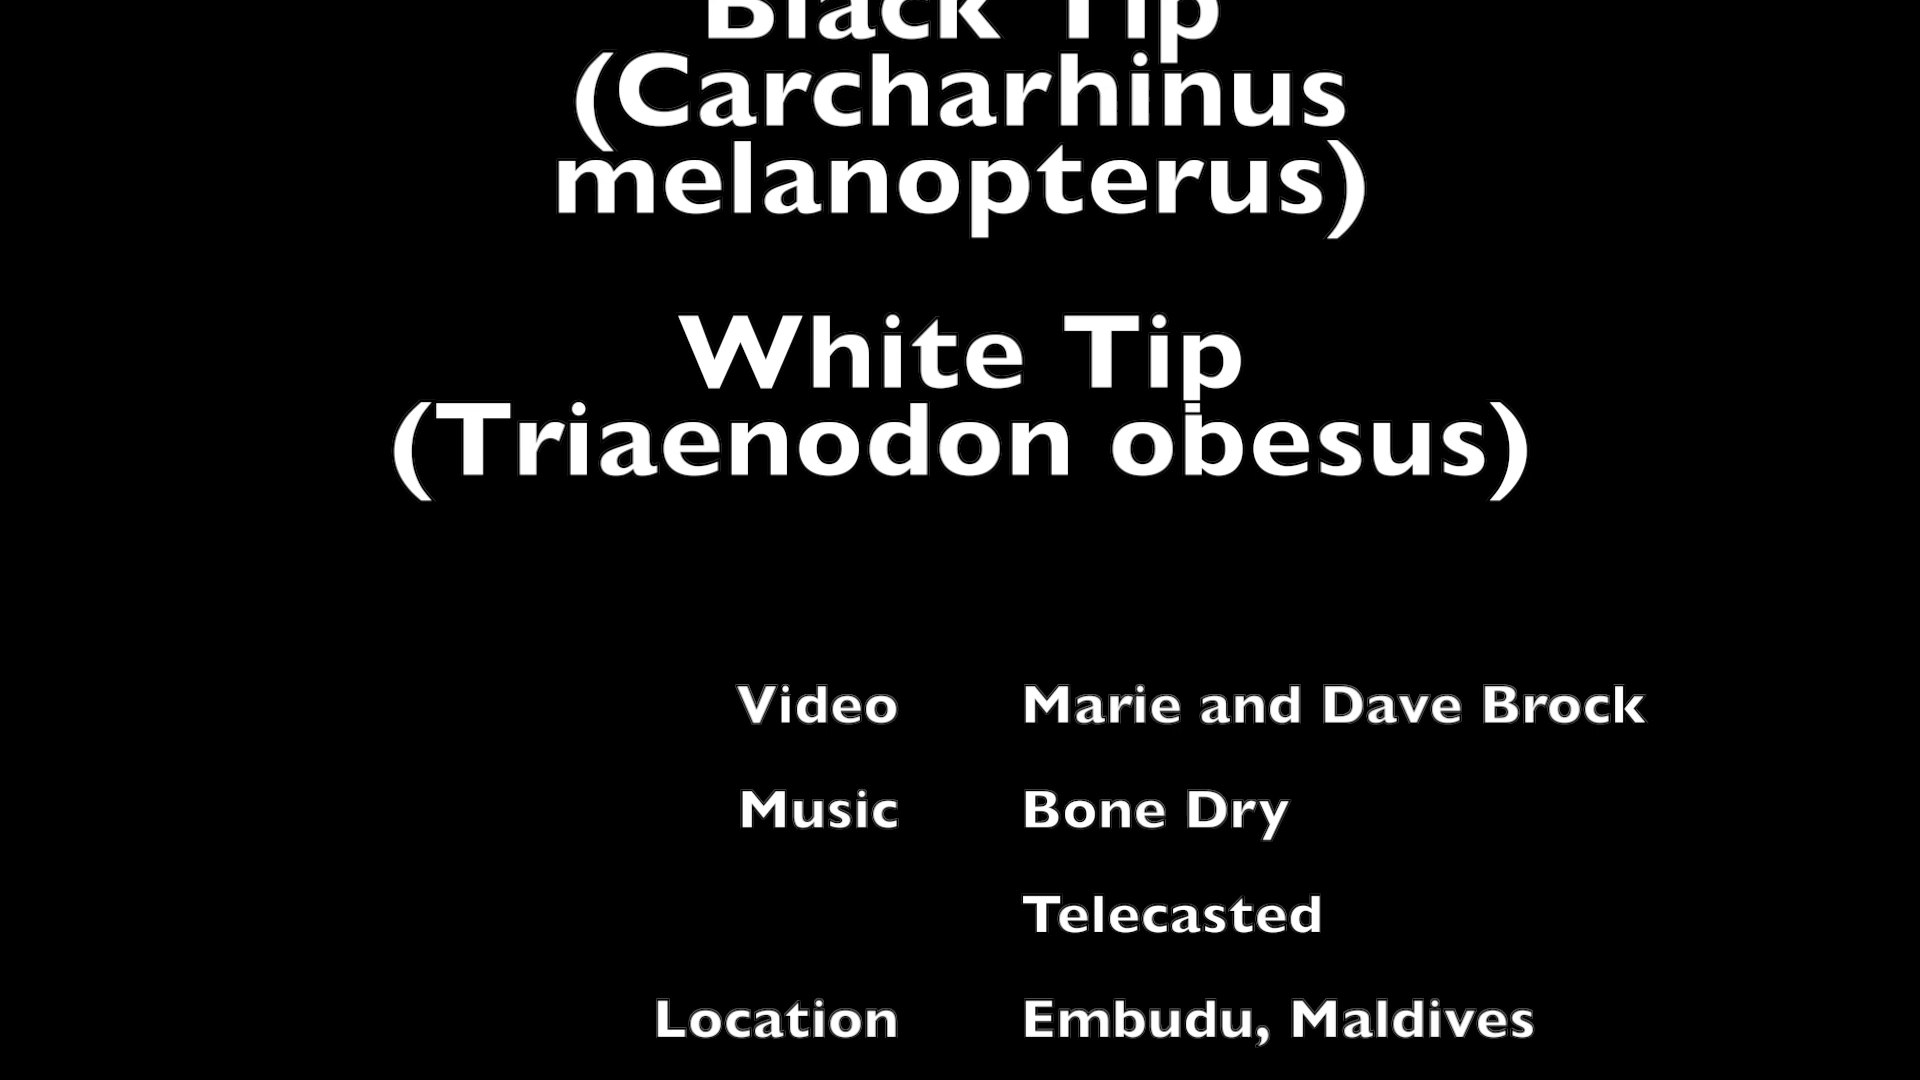 Black Tip
(Carcharhinus
melanopterus)
White Tip
(Triaenodon obesus)
Video Marie and Dave Brock
Music Bone Dry
Telecasted
Location Embudu, Maldives